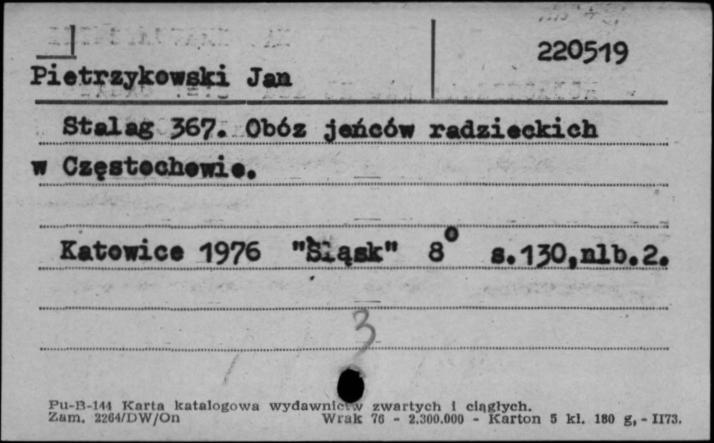 220519
Pietrzykowski Jan
Stalag 367. Obóz jeńców radzieckich
w Częstochowie.
Katowice 1976 "Śląsk" 8° s.130,nlb.2.
3
Pu-B-144 Karta katalogowa wydawnictw zwartych i ciągłych.
Zam. 2264/DW/On Wrak 76 - 2.300.000 - Karton 5 kl. 180 g, - II73.